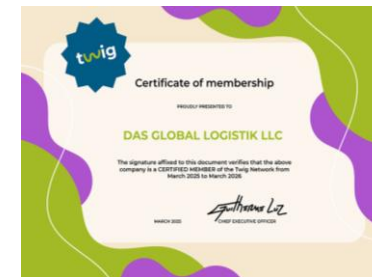 twig
Certificate of membership
PROUDLY PRESENTED TO
DAS GLOBAL LOGISTIK LLC
The signature affixed to this document verifies that the above
company is a CERTIFIED MEMBER of the Twig Network from
March 2025 to March 2026
Guilherme Luz
MARCH 2025
CHIEF EXECUTIVE OFFICER